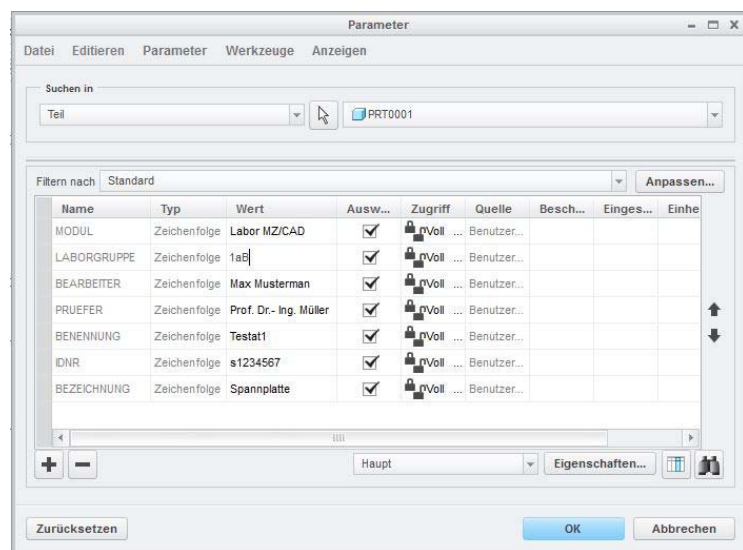 Parameter
Datei Editieren Parameter Werkzeuge Anzeigen
Suchen in
Teil PRT0001
Filtern nach Standard Anpassen...
Name Typ Wert Ausw... Zugriff Quelle Besch... Einges... Einhe
MODUL Zeichenfolge Labor MZ/CAD Voll ... Benutzer...
LABORGRUPPE Zeichenfolge 1aB Voll ... Benutzer...
BEARBEITER Zeichenfolge Max Musterman Voll ... Benutzer...
PRUEFER Zeichenfolge Prof. Dr.- Ing. Müller Voll ... Benutzer...
BENENNUNG Zeichenfolge Testat1 Voll ... Benutzer...
IDNR Zeichenfolge s1234567 Voll ... Benutzer...
BEZEICHNUNG Zeichenfolge Spannplatte Voll ... Benutzer...
Haupt Eigenschaften...
Zurücksetzen OK Abbrechen